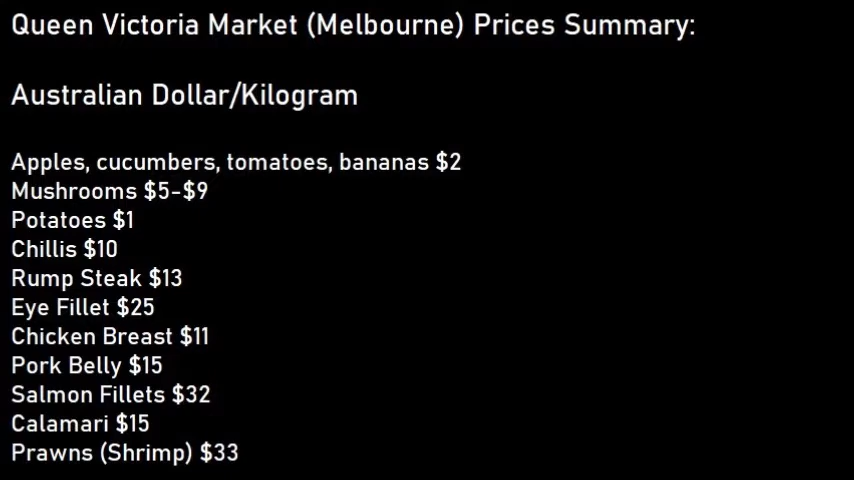 Queen Victoria Market (Melbourne) Prices Summary:
Australian Dollar/Kilogram
Apples, cucumbers, tomatoes, bananas $2
Mushrooms $5-$9
Potatoes $1
Chillis $10
Rump Steak $13
Eye Fillet $25
Chicken Breast $11
Pork Belly $15
Salmon Fillets $32
Calamari $15
Prawns (Shrimp) $33